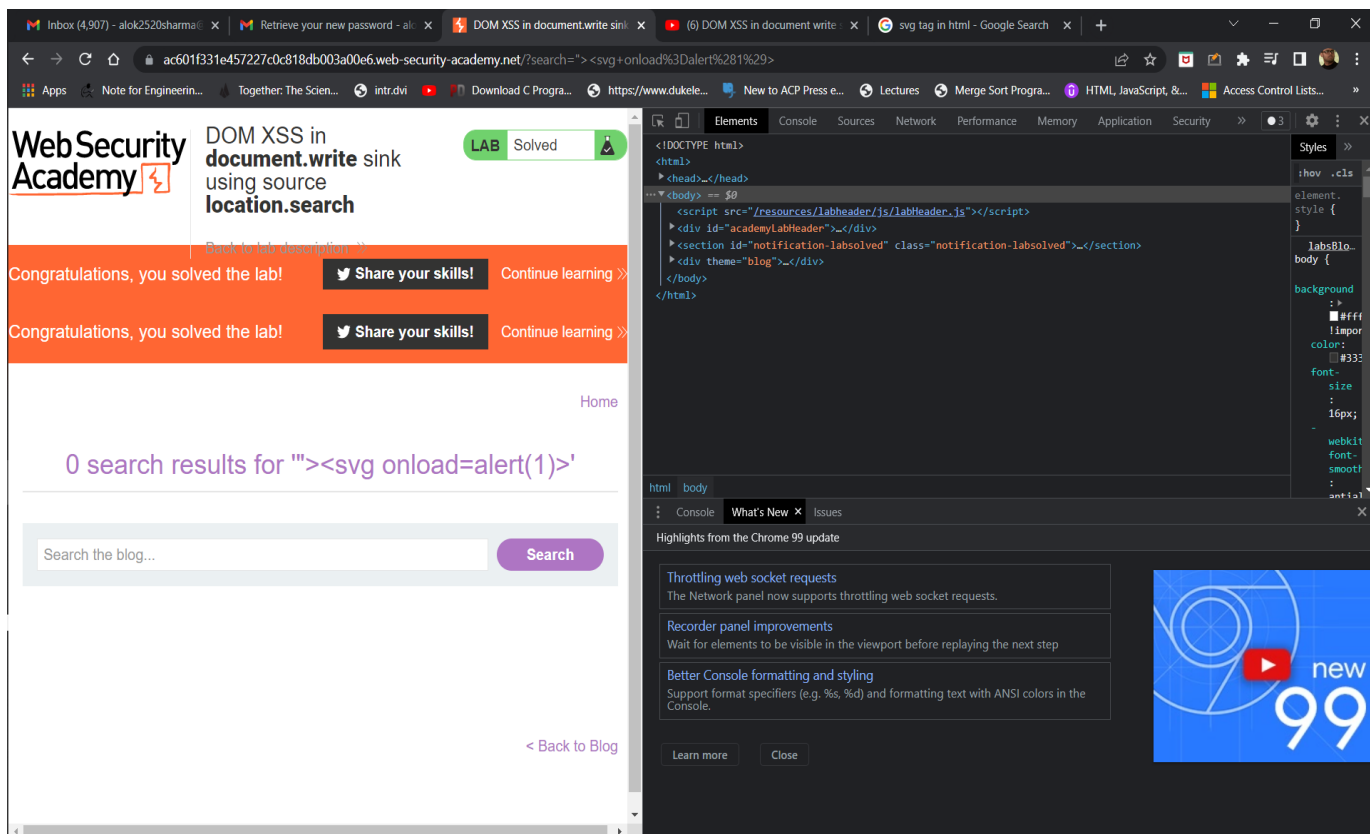 Inbox (4,907) - alok2520sharma@
Retrieve your new password - alo
DOM XSS in document.write sink
(6) DOM XSS in document write s
svg tag in html - Google Search
ac601f331e457227c0c818db003a00e6.web-security-academy.net/?search="><svg+onload%3Dalert%281%29>
Apps
Note for Engineerin...
Together: The Scien...
intr.dvi
Download C Progra...
https://www.dukele...
New to ACP Press e...
Lectures
Merge Sort Progra...
HTML, JavaScript, &...
Access Control Lists...
»
Web Security
Academy
DOM XSS in
document.write sink
using source
location.search
Back to lab description »
LAB Solved
Congratulations, you solved the lab!
Share your skills!
Continue learning »
Congratulations, you solved the lab!
Share your skills!
Continue learning »
Home
0 search results for '"><svg onload=alert(1)>'
Search the blog...
Search
< Back to Blog
Elements
Console
Sources
Network
Performance
Memory
Application
Security
»
3
<!DOCTYPE html>
<html>
<head>…</head>
<body> == $0
<script src="/resources/labheader/js/labHeader.js"></script>
<div id="academyLabHeader">…</div>
<section id="notification-labsolved" class="notification-labsolved">…</section>
<div theme="blog">…</div>
</body>
</html>
html body
Styles »
:hov .cls
element.
style {
}
labsBlo…
body {
background
:
#fff
!impor
color:
#333
font-
size
:
16px;
-
webkit
font-
smooth
:
antial
Console
What's New
Issues
Highlights from the Chrome 99 update
Throttling web socket requests
The Network panel now supports throttling web socket requests.
Recorder panel improvements
Wait for elements to be visible in the viewport before replaying the next step
Better Console formatting and styling
Support format specifiers (e.g. %s, %d) and formatting text with ANSI colors in the
Console.
Learn more
Close
new
99